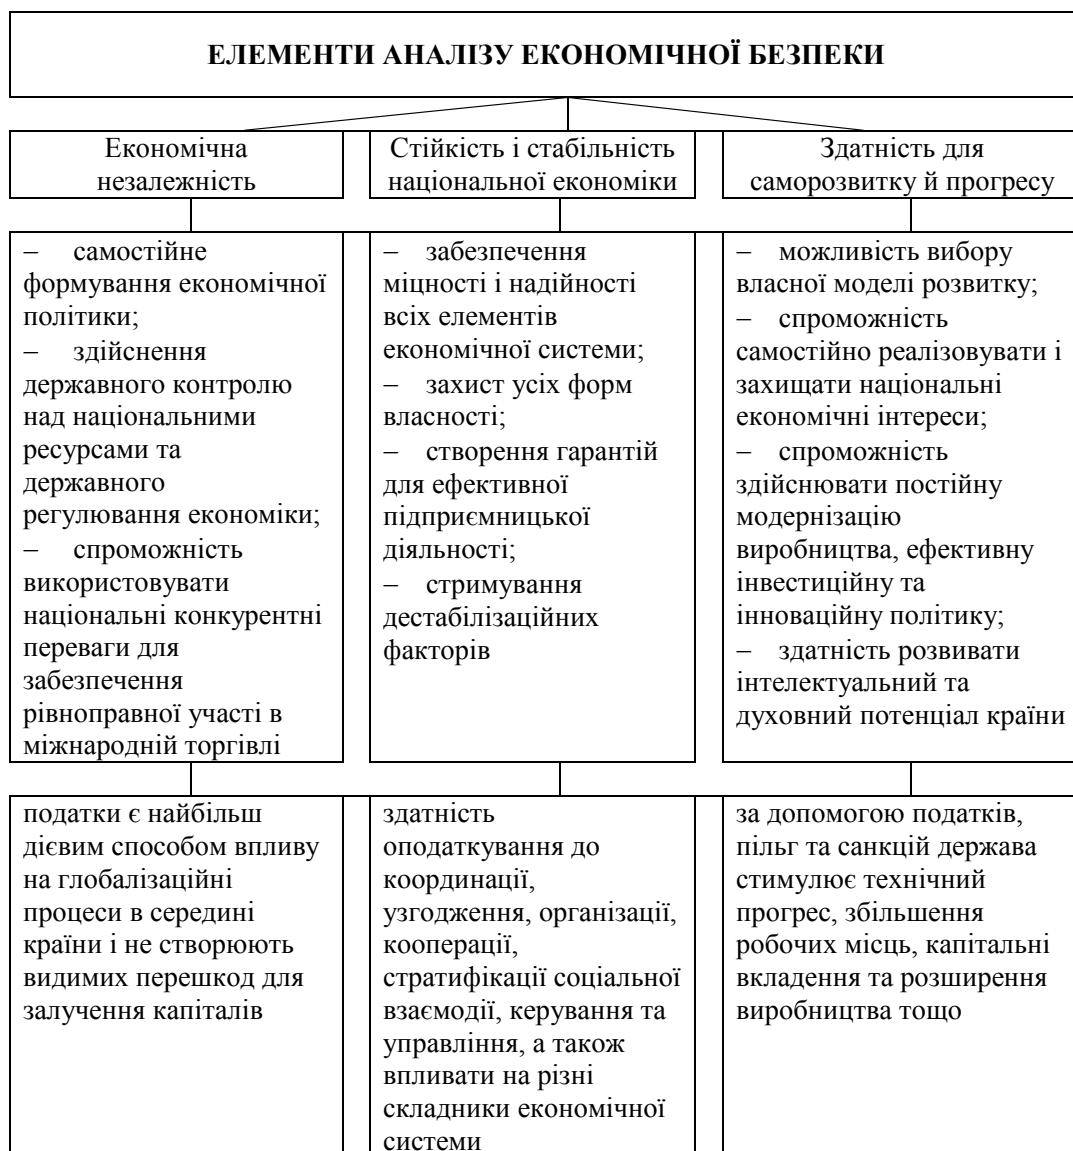 ЕЛЕМЕНТИ АНАЛІЗУ ЕКОНОМІЧНОЇ БЕЗПЕКИ
Економічна
незалежність
Стійкість і стабільність
національної економіки
Здатність для
саморозвитку й прогресу
– самостійне
формування економічної
політики;
– здійснення
державного контролю
над національними
ресурсами та
державного
регулювання економіки;
– спроможність
використовувати
національні конкурентні
переваги для
забезпечення
рівноправної участі в
міжнародній торгівлі
– забезпечення
міцності і надійності
всіх елементів
економічної системи;
– захист усіх форм
власності;
– створення гарантій
для ефективної
підприємницької
діяльності;
– стримування
дестабілізаційних
факторів
– можливість вибору
власної моделі розвитку;
– спроможність
самостійно реалізовувати і
захищати національні
економічні інтереси;
– спроможність
здійснювати постійну
модернізацію
виробництва, ефективну
інвестиційну та
інноваційну політику;
– здатність розвивати
інтелектуальний та
духовний потенціал країни
податки є найбільш
дієвим способом впливу
на глобалізаційні
процеси в середині
країни і не створюють
видимих перешкод для
залучення капіталів
здатність
оподаткування до
координації,
узгодження, організації,
кооперації,
стратифікації соціальної
взаємодії, керування та
управління, а також
впливати на різні
складники економічної
системи
за допомогою податків,
пільг та санкцій держава
стимулює технічний
прогрес, збільшення
робочих місць, капітальні
вкладення та розширення
виробництва тощо